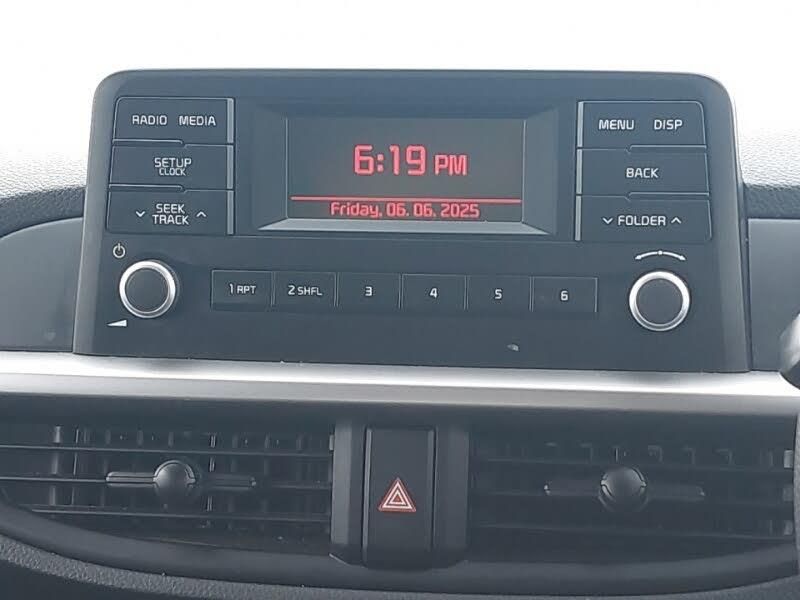 RADIO MEDIA
SETUP
CLOCK
SEEK
TRACK
6:19 PM
Friday, 06. 06. 2025
MENU DISP
BACK
FOLDER
1 RPT 2 SHFL 3 4 5 6